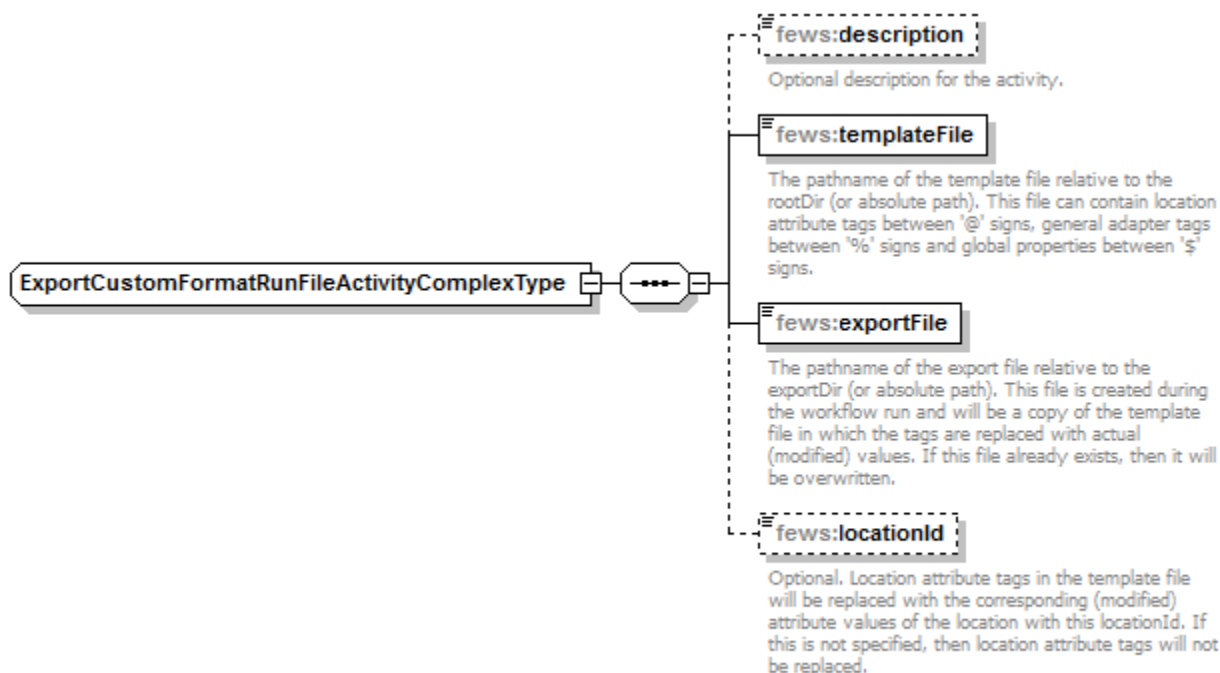 fews:description
Optional description for the activity.
fews:templateFile
The pathname of the template file relative to the
rootDir (or absolute path). This file can contain location
attribute tags between '@' signs, general adapter tags
between '%' signs and global properties between '$'
signs.
ExportCustomFormatRunFileActivityComplexType
fews:exportFile
The pathname of the export file relative to the
exportDir (or absolute path). This file is created during
the workflow run and will be a copy of the template
file in which the tags are replaced with actual
(modified) values. If this file already exists, then it will
be overwritten.
fews:locationId
Optional. Location attribute tags in the template file
will be replaced with the corresponding (modified)
attribute values of the location with this locationId. If
this is not specified, then location attribute tags will not
be replaced.